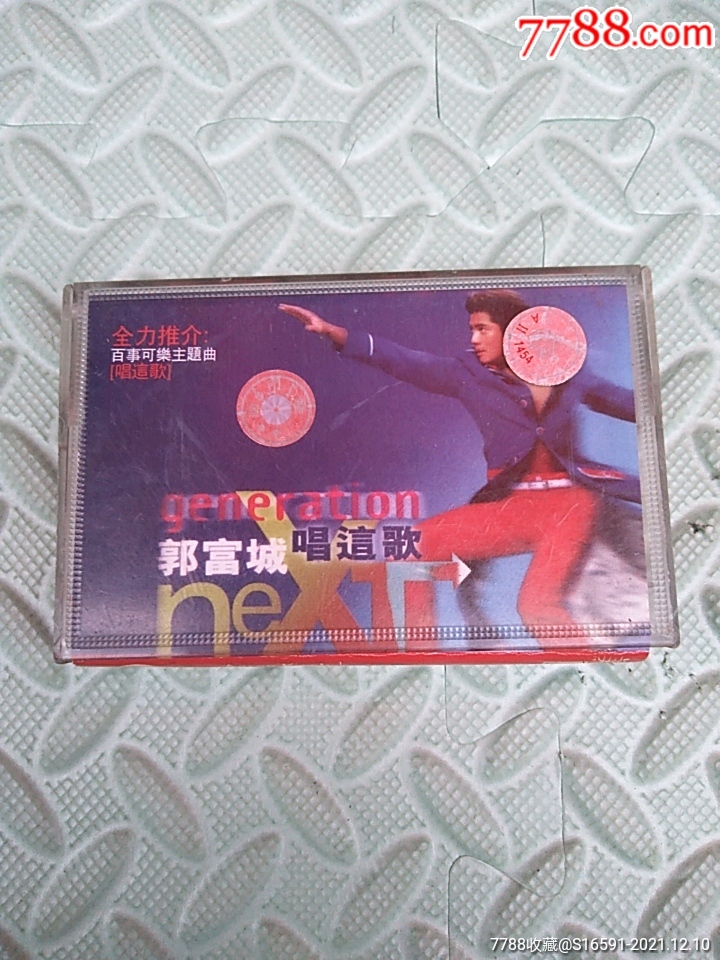 7788.com
全力推介:
百事可樂主題曲
[唱這歌]
1454
generation
郭富城 唱這歌
neXT
7788收藏@S16591-2021.12.10